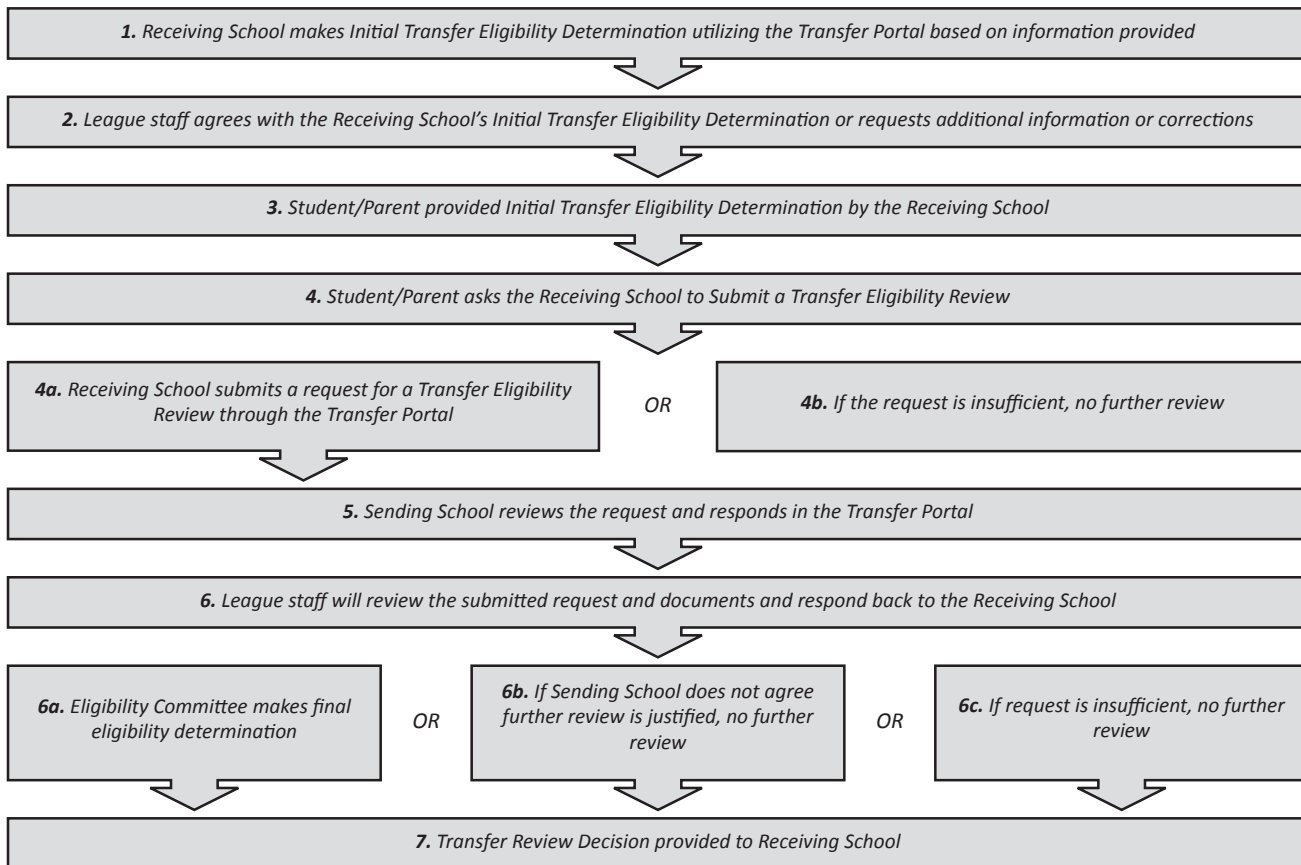 1. Receiving School makes Initial Transfer Eligibility Determination utilizing the Transfer Portal based on information provided
2. League staff agrees with the Receiving School's Initial Transfer Eligibility Determination or requests additional information or corrections
3. Student/Parent provided Initial Transfer Eligibility Determination by the Receiving School
4. Student/Parent asks the Receiving School to Submit a Transfer Eligibility Review
4a. Receiving School submits a request for a Transfer Eligibility
Review through the Transfer Portal
OR
4b. If the request is insufficient, no further review
5. Sending School reviews the request and responds in the Transfer Portal
6. League staff will review the submitted request and documents and respond back to the Receiving School
6a. Eligibility Committee makes final
eligibility determination
OR
6b. If Sending School does not agree
further review is justified, no further
review
OR
6c. If request is insufficient, no further
review
7. Transfer Review Decision provided to Receiving School